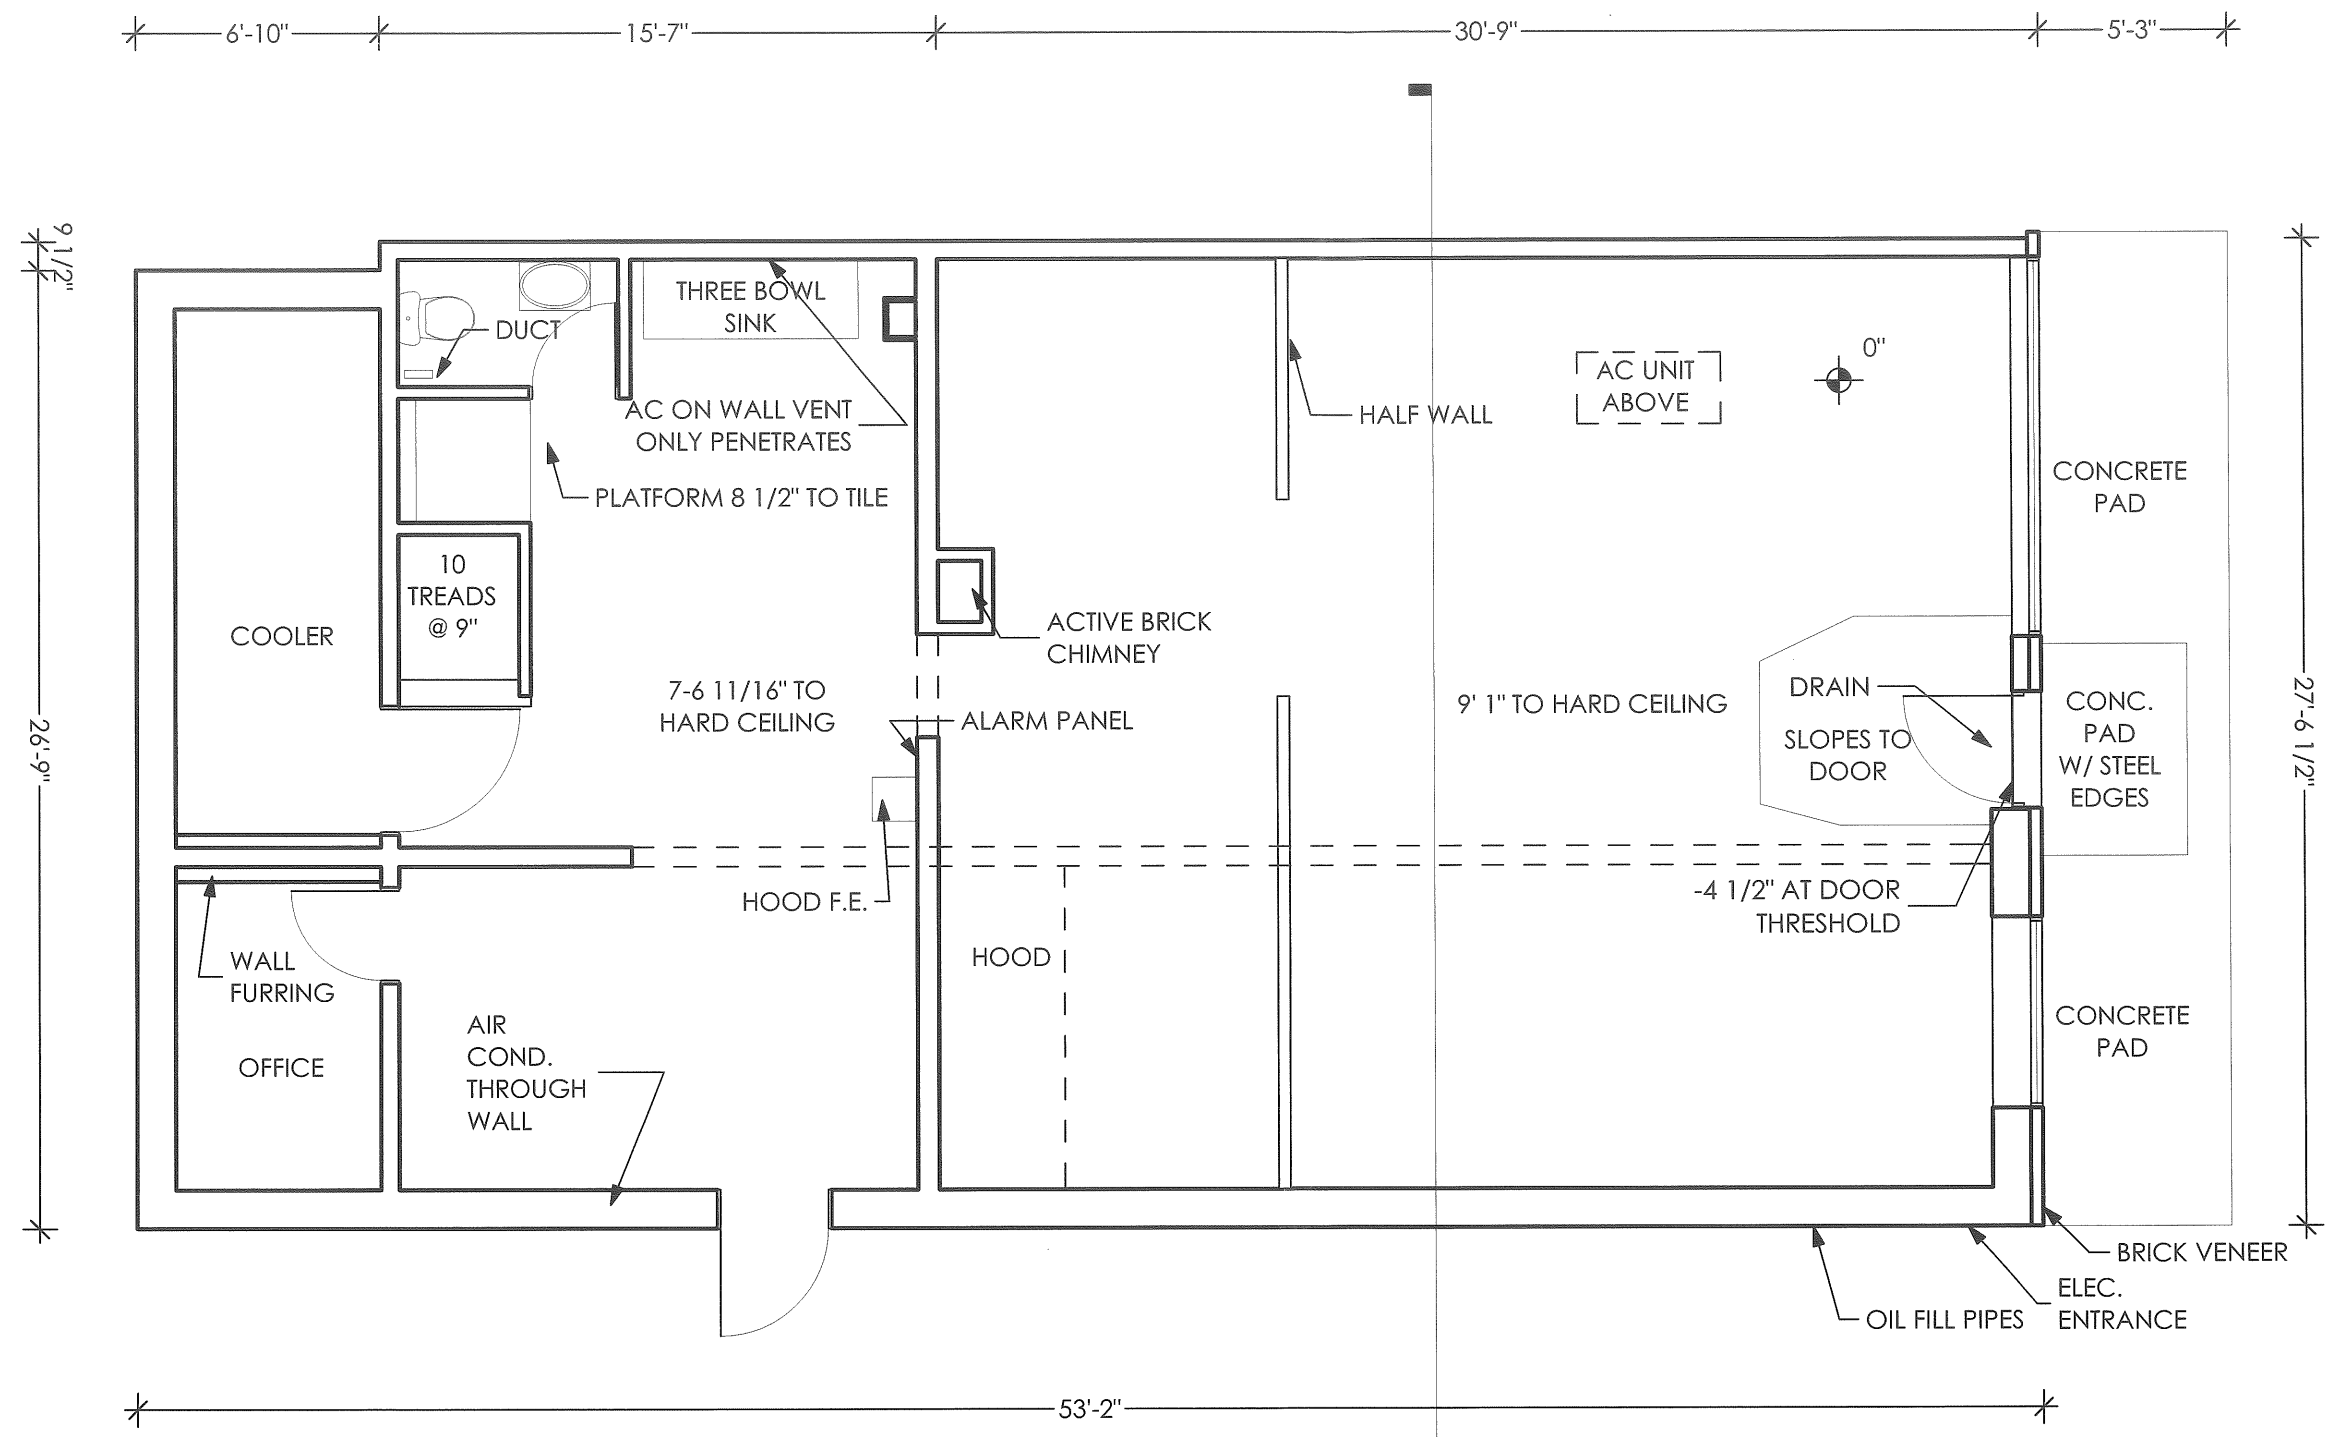 6'-10"
15'-7"
30'-9"
5'-3"
9 1/2"
26'-9"
27'-6 1/2"
53'-2"
THREE BOWL
SINK
DUCT
AC ON WALL VENT
ONLY PENETRATES
PLATFORM 8 1/2" TO TILE
10
TREADS
@ 9"
COOLER
7-6 11/16" TO
HARD CEILING
ACTIVE BRICK
CHIMNEY
ALARM PANEL
HALF WALL
AC UNIT
ABOVE
0"
CONCRETE
PAD
9' 1" TO HARD CEILING
DRAIN
SLOPES TO
DOOR
CONC.
PAD
W/ STEEL
EDGES
-4 1/2" AT DOOR
THRESHOLD
HOOD F.E.
HOOD
WALL
FURRING
OFFICE
AIR
COND.
THROUGH
WALL
CONCRETE
PAD
BRICK VENEER
ELEC.
ENTRANCE
OIL FILL PIPES